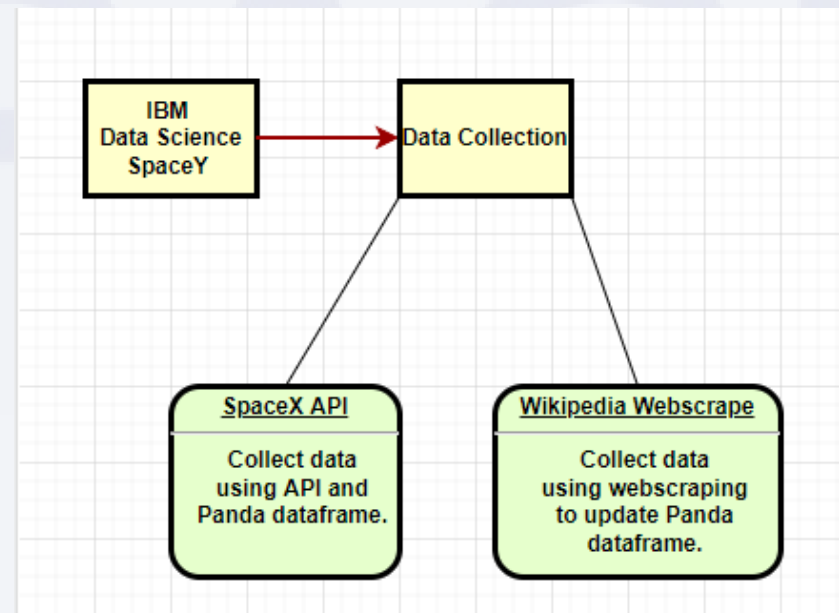 IBM
Data Science
SpaceY
Data Collection
SpaceX API
Collect data
using API and
Panda dataframe.
Wikipedia Webscrape
Collect data
using webscraping
to update Panda
dataframe.